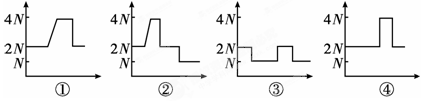 4N 4N 4N 4N
2N 2N 2N 2N
N N N N
① ② ③ ④